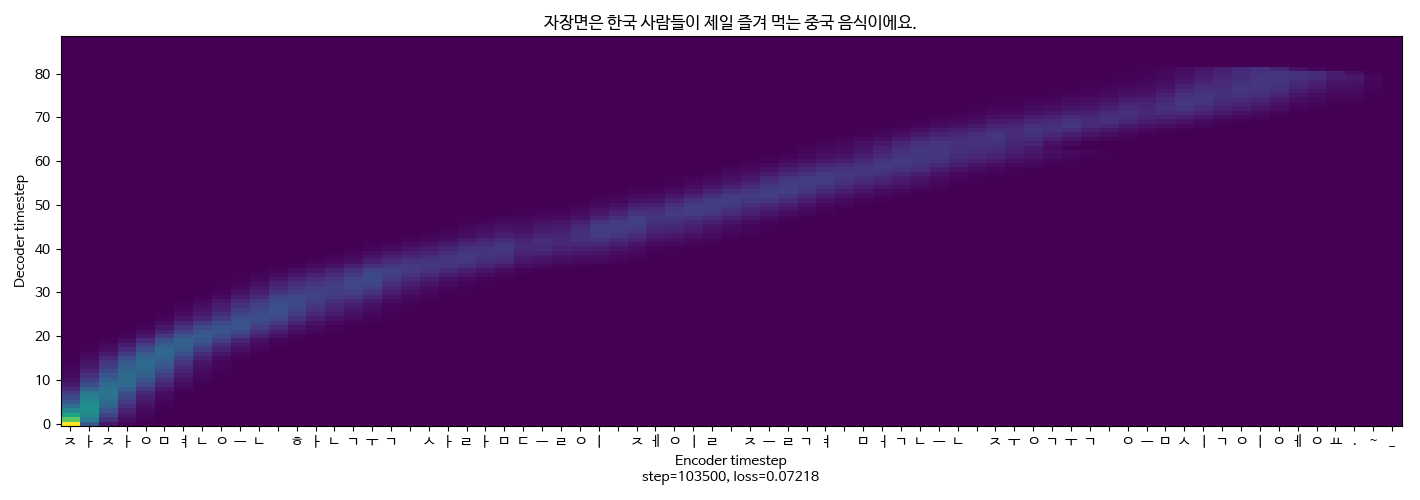 자장면은 한국 사람들이 제일 즐겨 먹는 중국 음식이에요.
80
70
60
50
40
30
20
10
0
Decoder timestep
ㅈ ㅏ ㅈ ㅏ ㅇ ㅁ ㅕ ㄴ ㅇ ㅡ ㄴ   ㅎ ㅏ ㄴ ㄱ ㅜ ㄱ   ㅅ ㅏ ㄹ ㅏ ㅁ ㄷ ㅡ ㄹ ㅇ ㅣ   ㅈ ㅔ ㅇ ㅣ ㄹ   ㅈ ㅡ ㄹ ㄱ ㅕ   ㅁ ㅓ ㄱ ㄴ ㅡ ㄴ   ㅈ ㅜ ㅇ ㄱ ㅜ ㄱ   ㅇ ㅡ ㅁ ㅅ ㅣ ㄱ ㅇ ㅣ ㅇ ㅔ ㅇ ㅛ . ~ _
Encoder timestep
step=103500, loss=0.07218